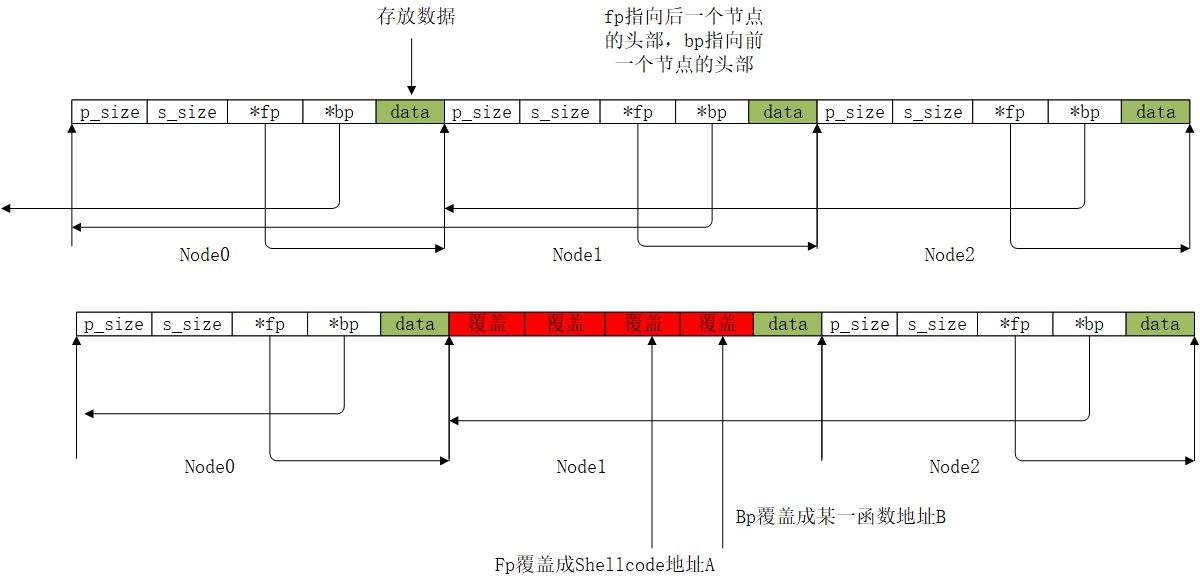 存放数据
fp指向后一个节点
的头部，bp指向前
一个节点的头部
p_size s_size *fp *bp data p_size s_size *fp *bp data p_size s_size *fp *bp data
Node0 Node1 Node2
p_size s_size *fp *bp data 覆盖 覆盖 覆盖 覆盖 data p_size s_size *fp *bp data
Node0 Node1 Node2
Bp覆盖成某一函数地址B
Fp覆盖成Shellcode地址A